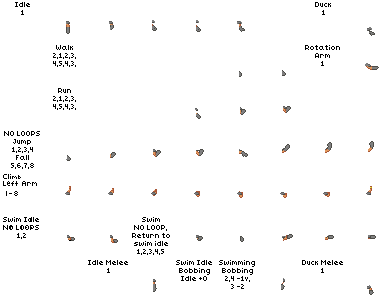 Idle
1
Duck
1
Walk
2,1,2,3,
4,5,4,3,
Rotation
Arm
1
Run
2,1,2,3,
4,5,4,3,
NO LOOPS
Jump
1,2,3,4
Fall
5,6,7,8
Climb
Left Arm
1-8
Swim Idle
NO LOOPS
1,2
Swim
NO LOOP,
Return to
swim idle
1,2,3,4,5
Swim Idle
Bobbing
Idle +0
Swimming
Bobbing
2,4 -1v,
3 -2
Idle Melee
1
Duck Melee
1